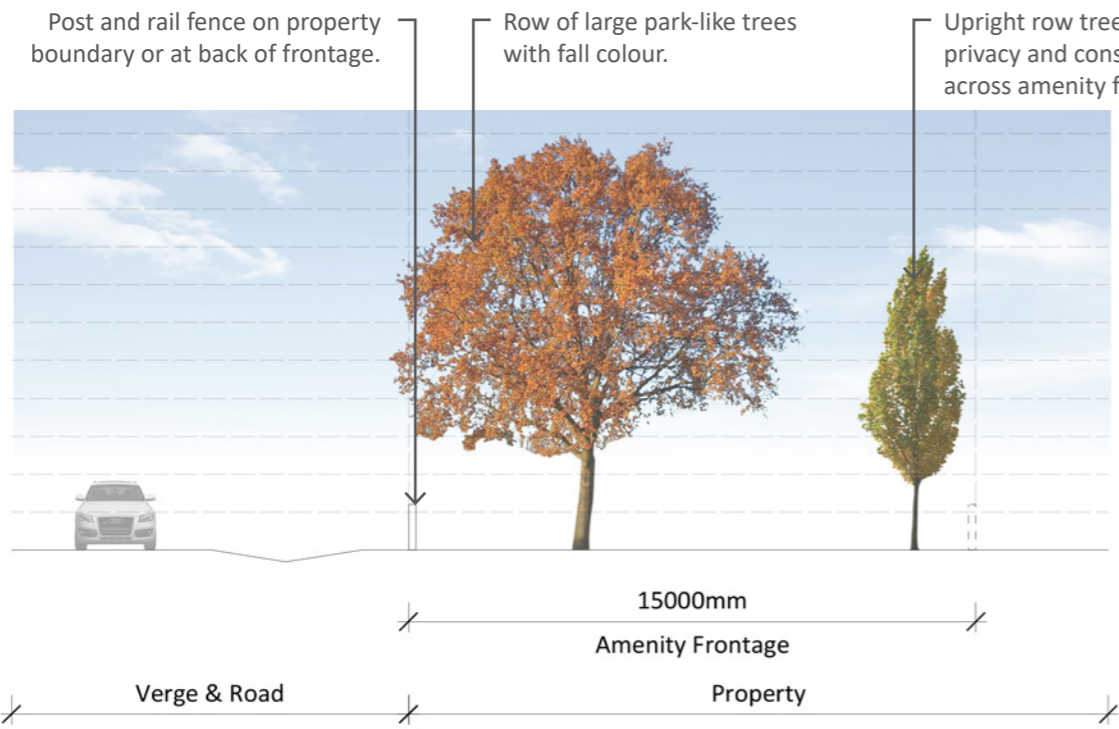 Post and rail fence on property
boundary or at back of frontage.
Row of large park-like trees
with fall colour.
Upright row tree
privacy and cons
across amenity f
15000mm
Amenity Frontage
Verge & Road
Property